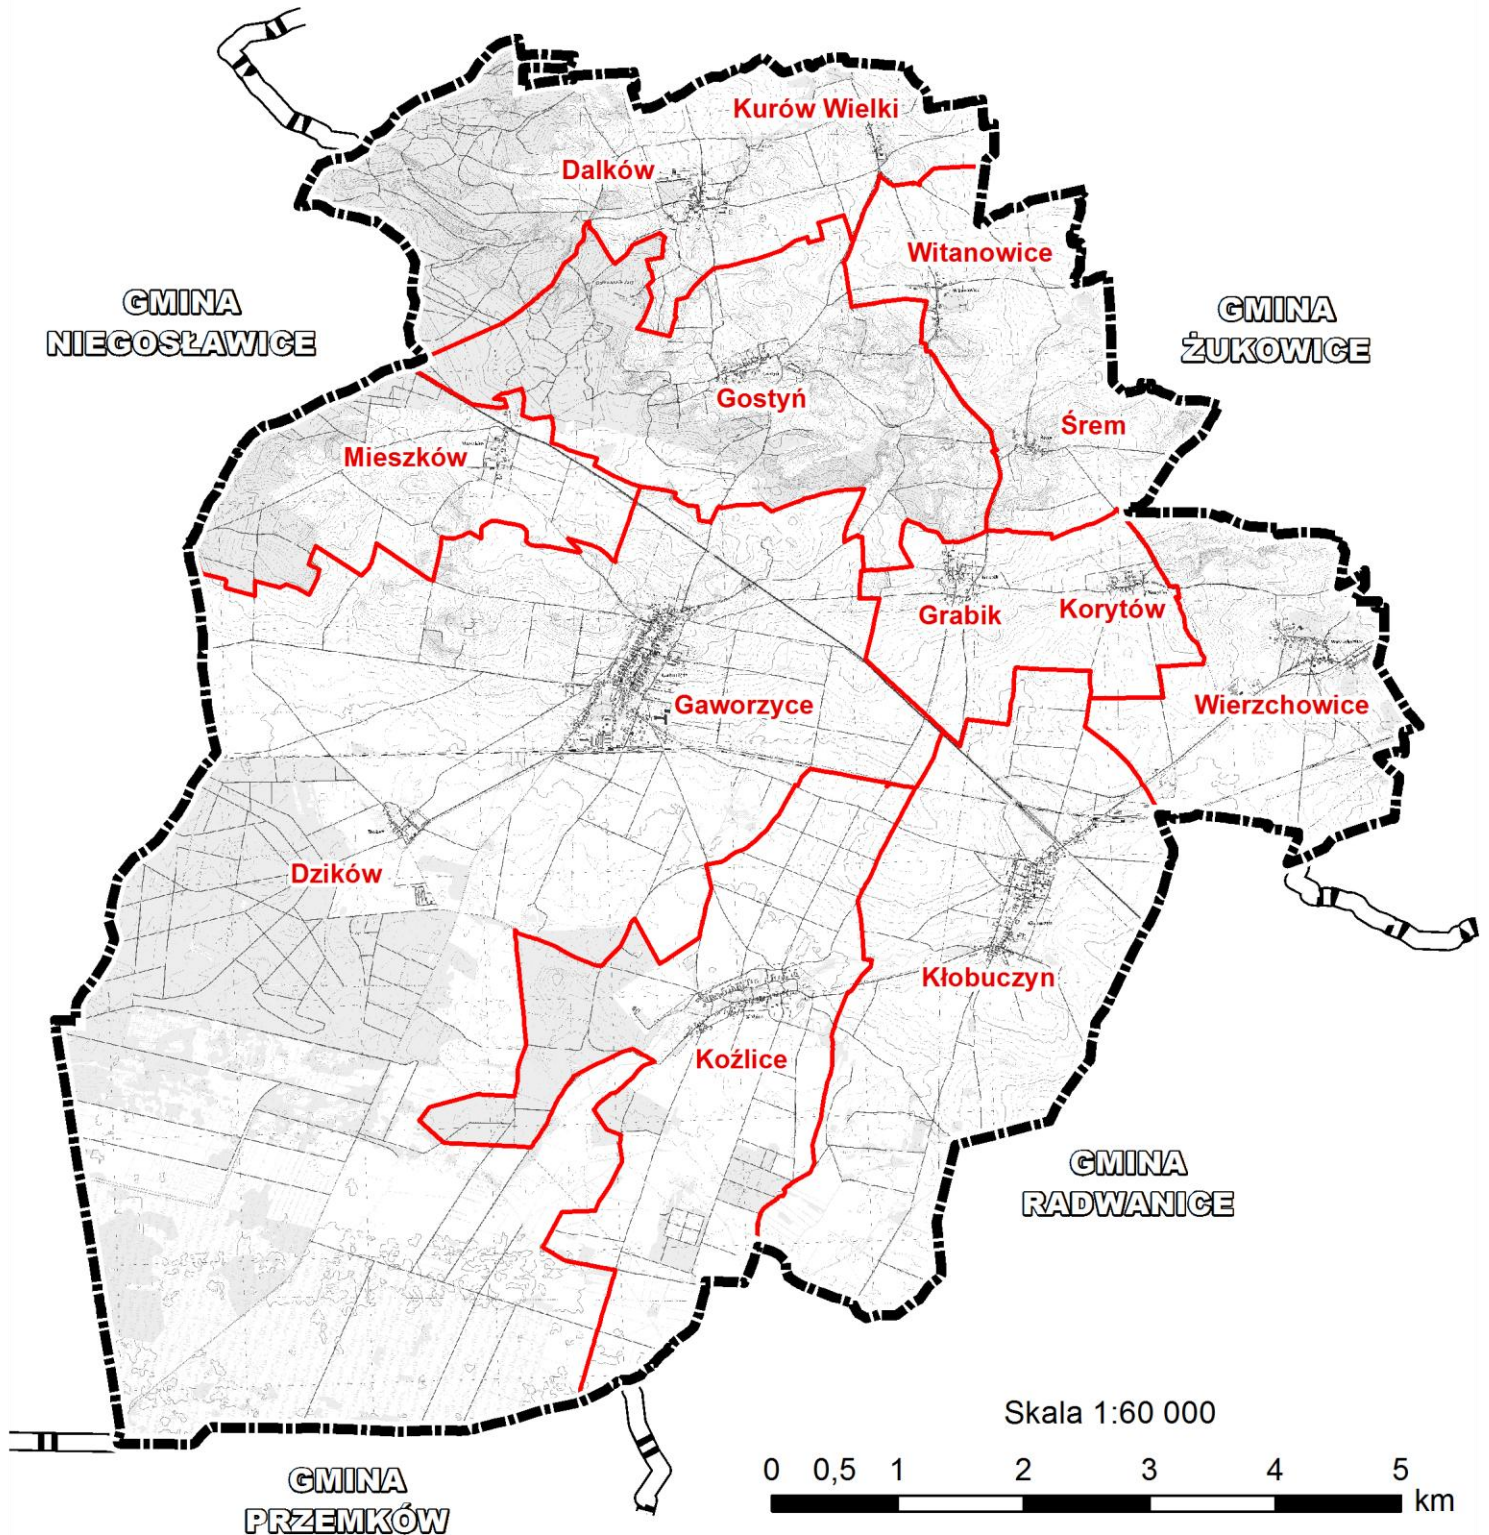 Kurów Wielki
Dalków
Witanowice
GMINA
NIEGOSŁAWICE
GMINA
ŻUKOWICE
Gostyń
Śrem
Mieszków
Grabik
Korytów
Gaworzyce
Wierzchowice
Dzików
Kłobuczyn
Koźlice
GMINA
RADWANICE
Skala 1:60 000
0 0,5 1 2 3 4 5
km
GMINA
PRZEMKÓW